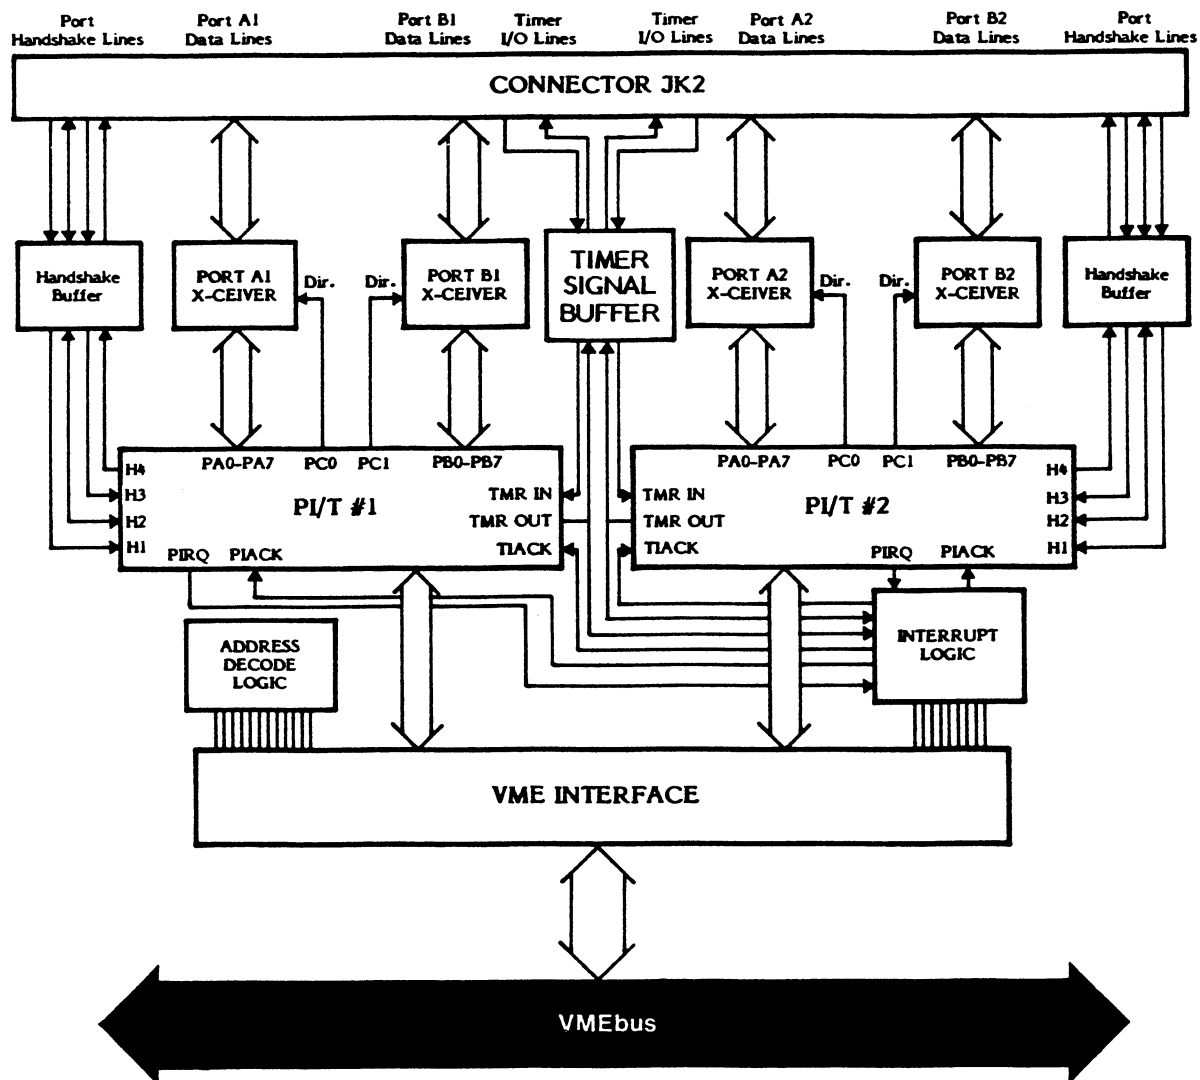 Port
Handshake Lines
Port A1
Data Lines
Port B1
Data Lines
Timer
I/O Lines
Timer
I/O Lines
Port A2
Data Lines
Port B2
Data Lines
Port
Handshake Lines
CONNECTOR JK2
Handshake
Buffer
PORT A1
X-CEIVER
Dir.
Dir.
PORT B1
X-CEIVER
TIMER
SIGNAL
BUFFER
PORT A2
X-CEIVER
Dir.
Dir.
PORT B2
X-CEIVER
Handshake
Buffer
PA0-PA7
PC0
PC1
PB0-PB7
H4
H3
H2
H1
PI/T #1
TMR IN
TMR OUT
TIACK
PIRQ
PIACK
PA0-PA7
PC0
PC1
PB0-PB7
TMR IN
TMR OUT
TIACK
PI/T #2
H4
H3
H2
H1
PIRQ
PIACK
ADDRESS
DECODE
LOGIC
INTERRUPT
LOGIC
VME INTERFACE
VMEbus